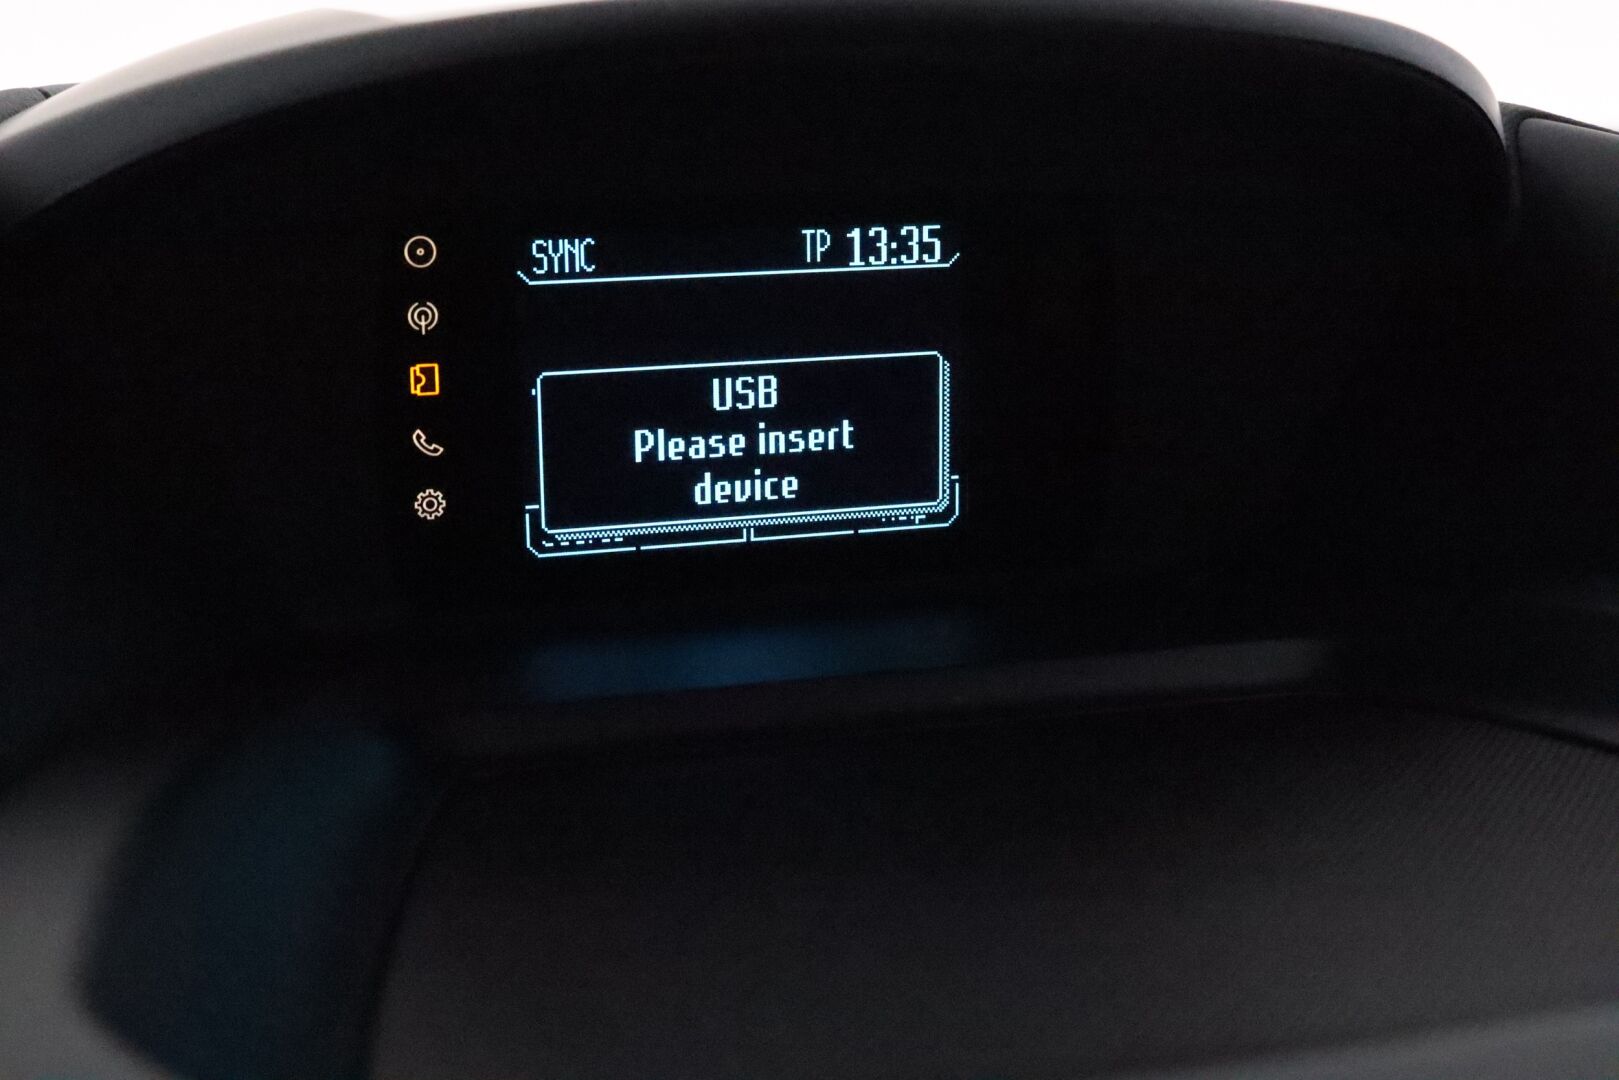 SYNC TP 13:35
USB
Please insert
device